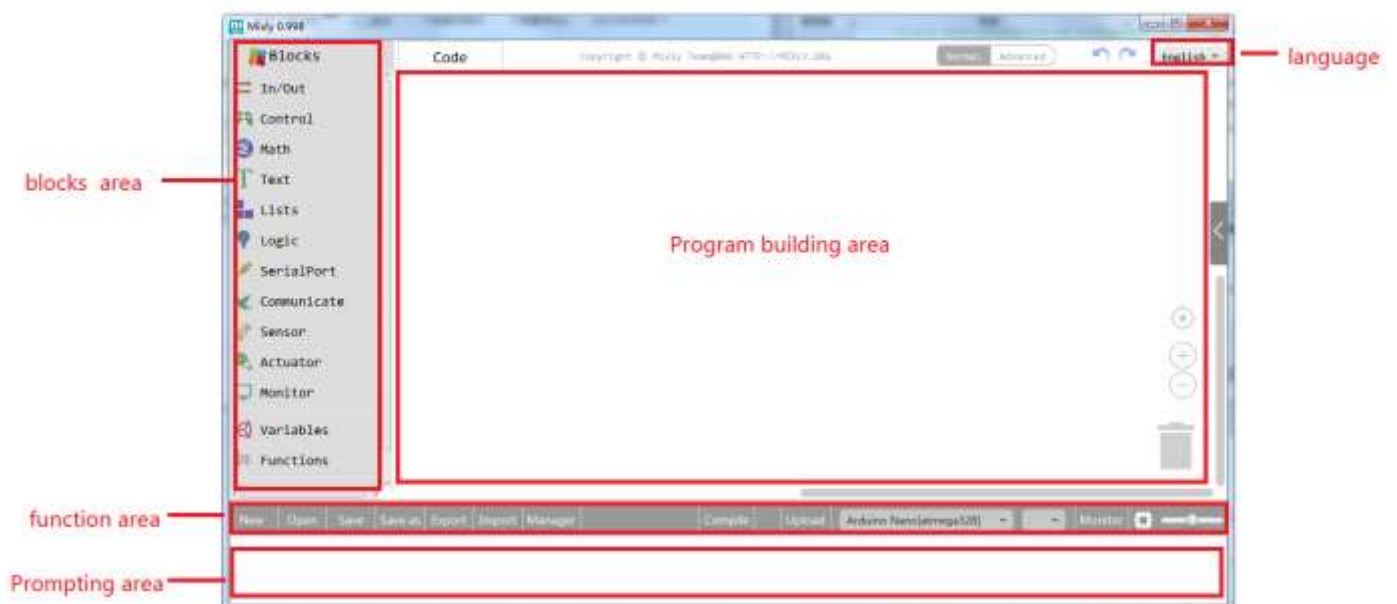 Mixly 0.998
Blocks
Code
Advanced
English
language
In/Out
Control
Math
blocks area
Text
Lists
Logic
Program building area
SerialPort
Communicate
Sensor
Actuator
Monitor
Variables
Functions
function area
New Open Save Save as Export Import Manager Compile Upload Arduino Nano[atmega328] Monitor
Prompting area